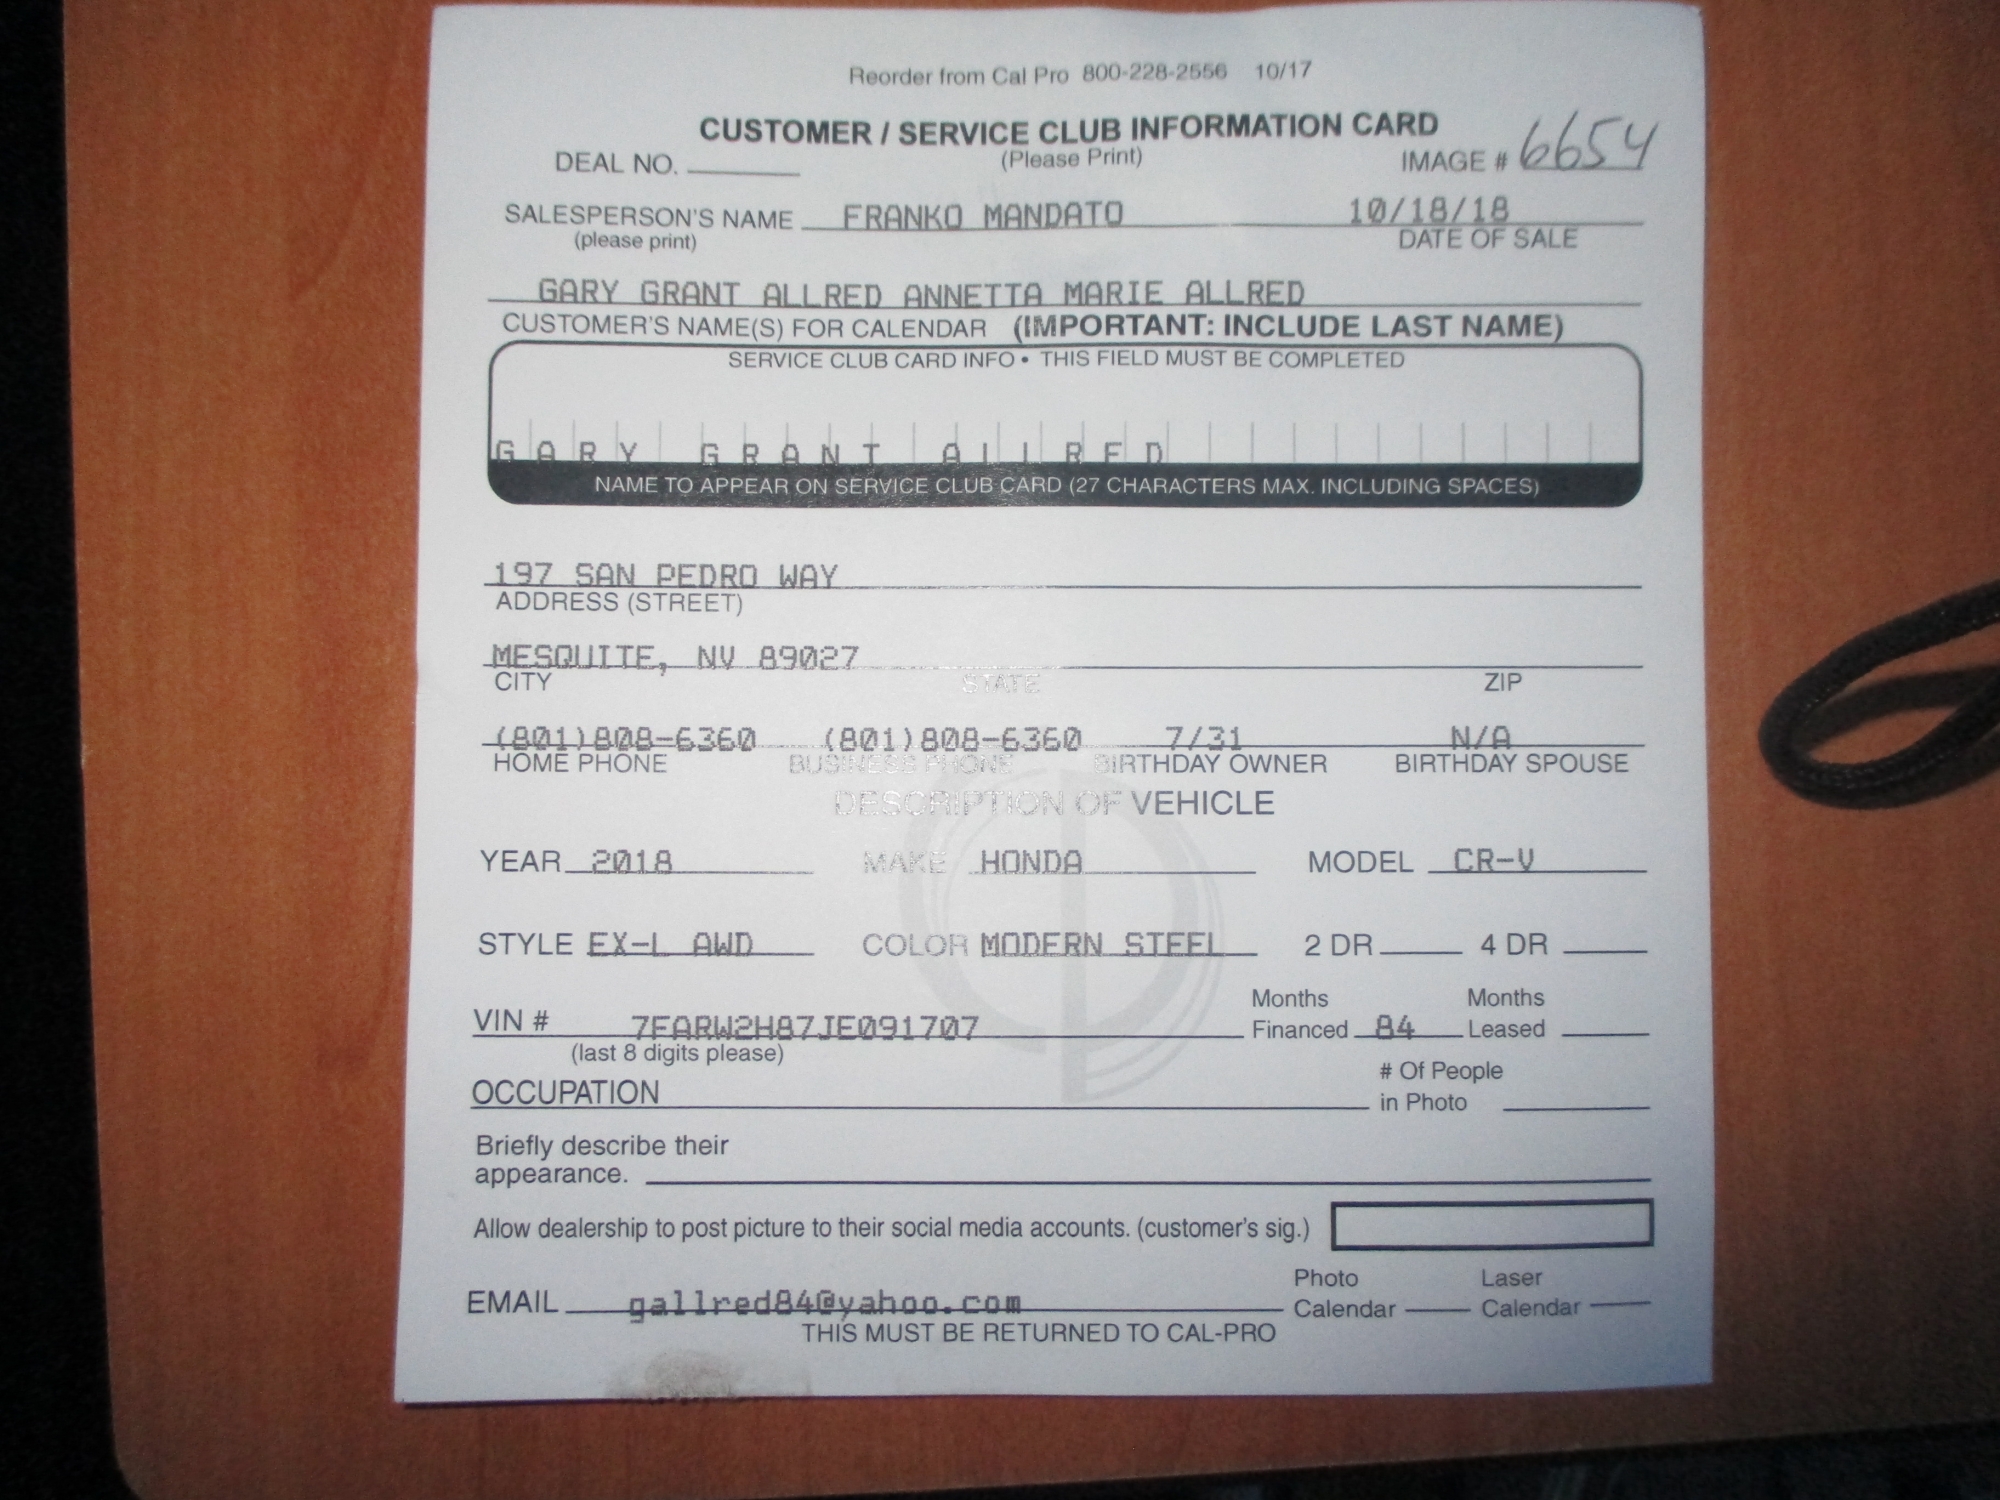 Reorder from Cal Pro 800-228-2556 10/17
CUSTOMER / SERVICE CLUB INFORMATION CARD
DEAL NO. (Please Print) IMAGE # 6654
SALESPERSON'S NAME FRANKO MANDATO 10/18/18
(please print) DATE OF SALE
GARY GRANT ALLRED ANNETTA MARIE ALLRED
CUSTOMER'S NAME(S) FOR CALENDAR (IMPORTANT: INCLUDE LAST NAME)
SERVICE CLUB CARD INFO • THIS FIELD MUST BE COMPLETED
GARY GRANT ALLRED
NAME TO APPEAR ON SERVICE CLUB CARD (27 CHARACTERS MAX. INCLUDING SPACES)
197 SAN PEDRO WAY
ADDRESS (STREET)
MESQUITE, NV 89027
CITY STATE ZIP
(801)808-6360 (801)808-6360 7/31 N/A
HOME PHONE BUSINESS PHONE BIRTHDAY OWNER BIRTHDAY SPOUSE
DESCRIPTION OF VEHICLE
YEAR 2018 MAKE HONDA MODEL CR-V
STYLE EX-L AWD COLOR MODERN STEEL 2 DR 4 DR
Months Months
VIN # 7FARW2H87JE091707 Financed 84 Leased
(last 8 digits please)
# Of People
OCCUPATION in Photo
Briefly describe their
appearance.
Allow dealership to post picture to their social media accounts. (customer's sig.)
Photo Laser
EMAIL gallred84@yahoo.com Calendar Calendar
THIS MUST BE RETURNED TO CAL-PRO